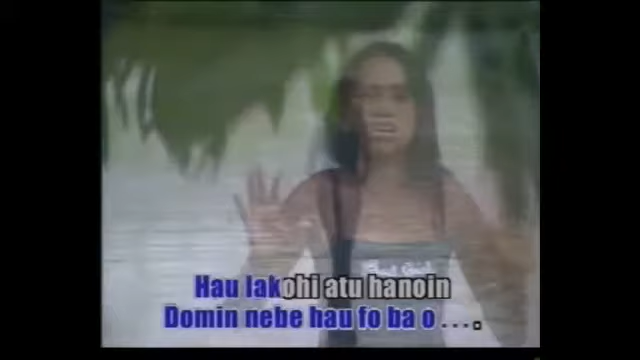 Hau lakohi atu hanoin
Domin nebe hau fo ba o ....